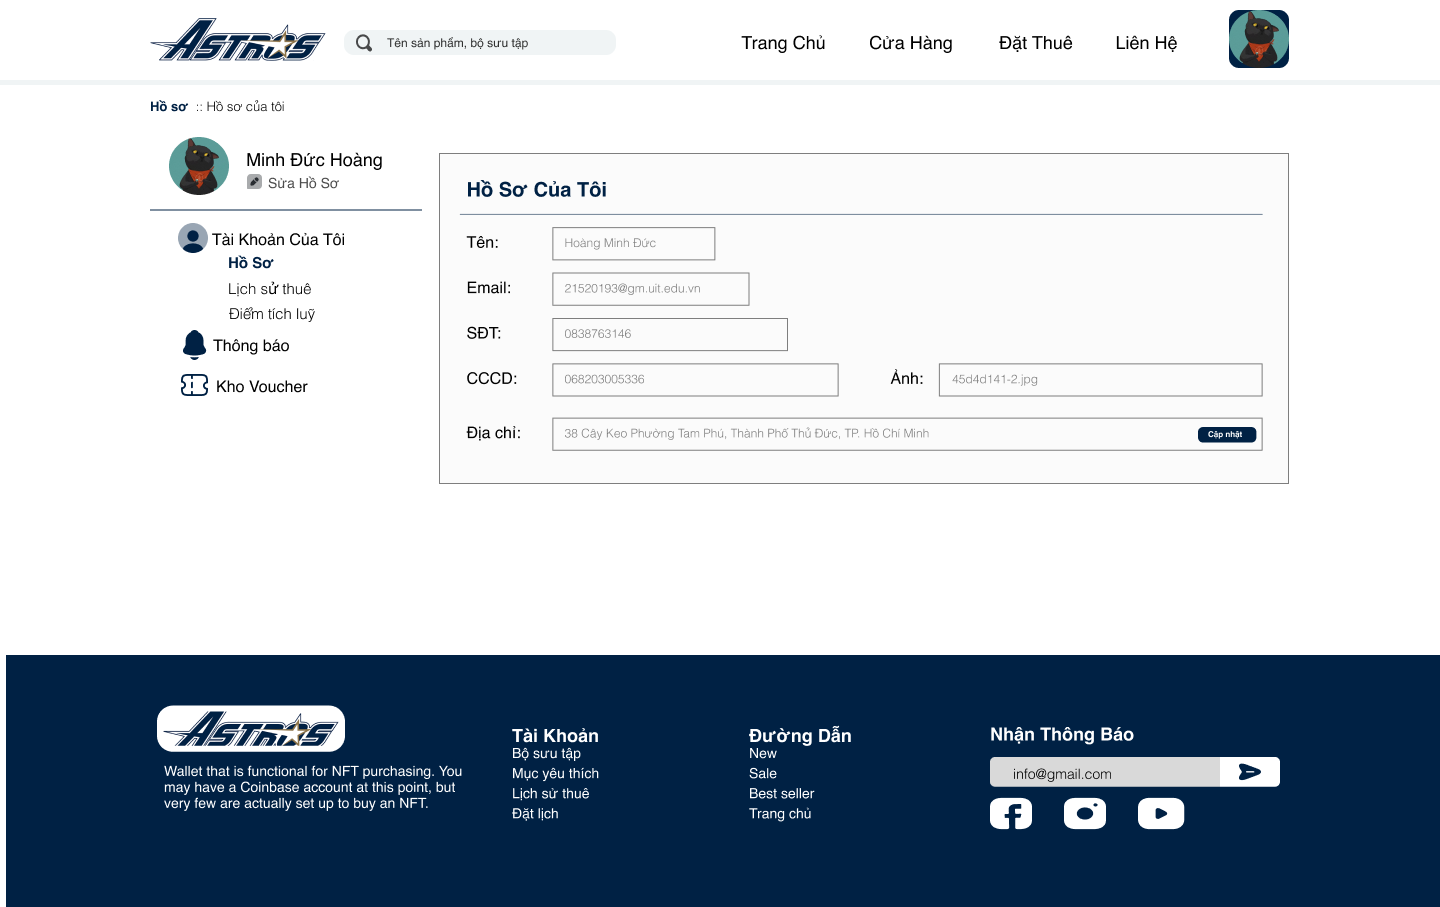 ASTROS
Tên sản phẩm, bộ sưu tập
Trang Chủ
Cửa Hàng
Đặt Thuê
Liên Hệ
Hồ sơ :: Hồ sơ của tôi
Minh Đức Hoàng
Sửa Hồ Sơ
Tài Khoản Của Tôi
Hồ Sơ
Lịch sử thuê
Điểm tích luỹ
Thông báo
Kho Voucher
Hồ Sơ Của Tôi
Tên: Hoàng Minh Đức
Email: 21520193@gm.uit.edu.vn
SĐT: 0838763146
CCCD: 068203005336
Ảnh: 45d4d141-2.jpg
Địa chỉ: 38 Cây Keo Phường Tam Phú, Thành Phố Thủ Đức, TP. Hồ Chí Minh
Cập nhật
ASTROS
Wallet that is functional for NFT purchasing. You
may have a Coinbase account at this point, but
very few are actually set up to buy an NFT.
Tài Khoản
Bộ sưu tập
Mục yêu thích
Lịch sử thuê
Đặt lịch
Đường Dẫn
New
Sale
Best seller
Trang chủ
Nhận Thông Báo
info@gmail.com